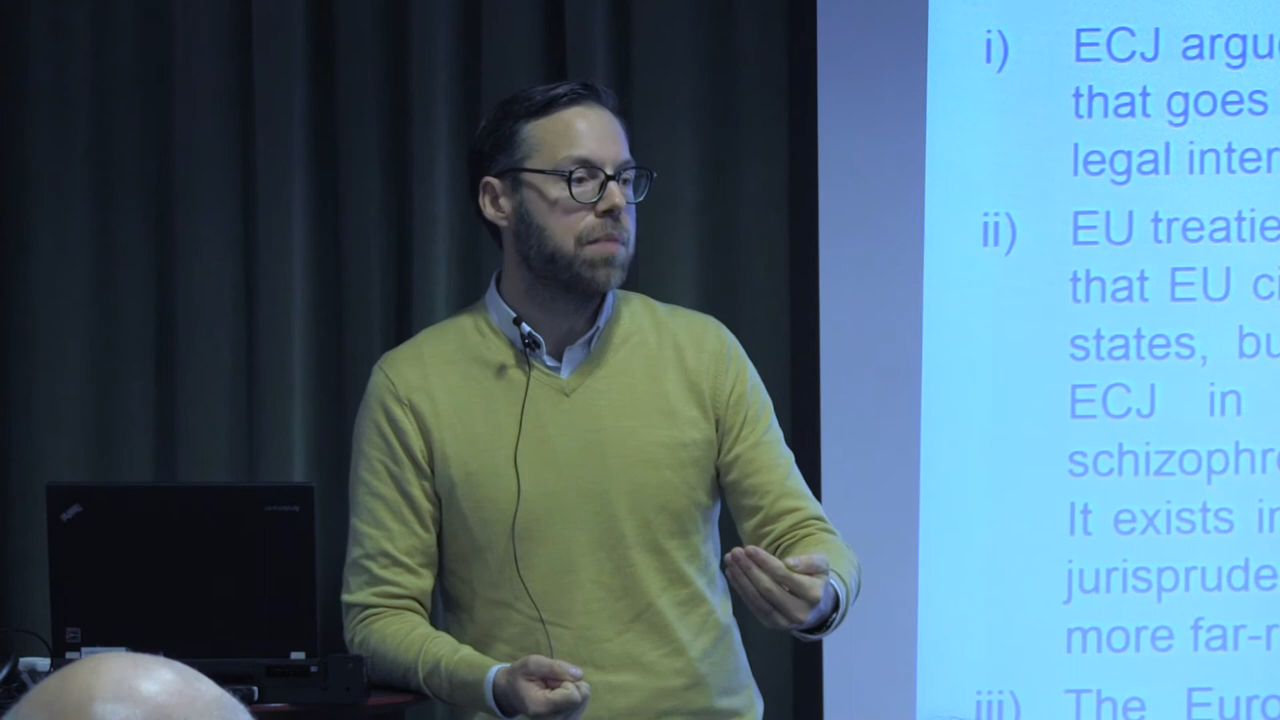 i) ECJ argu
that goes
legal inter
ii) EU treatie
that EU ci
states, bu
ECJ in
schizophre
It exists in
jurisprude
more far-r
iii) The Euro